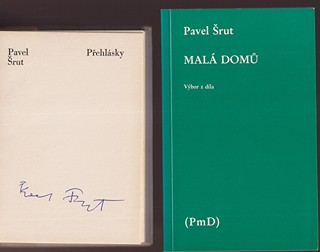 Pavel
Šrut
Přehlásky
Pavel Šrut
MALÁ DOMŮ
Výbor z díla
(PmD)